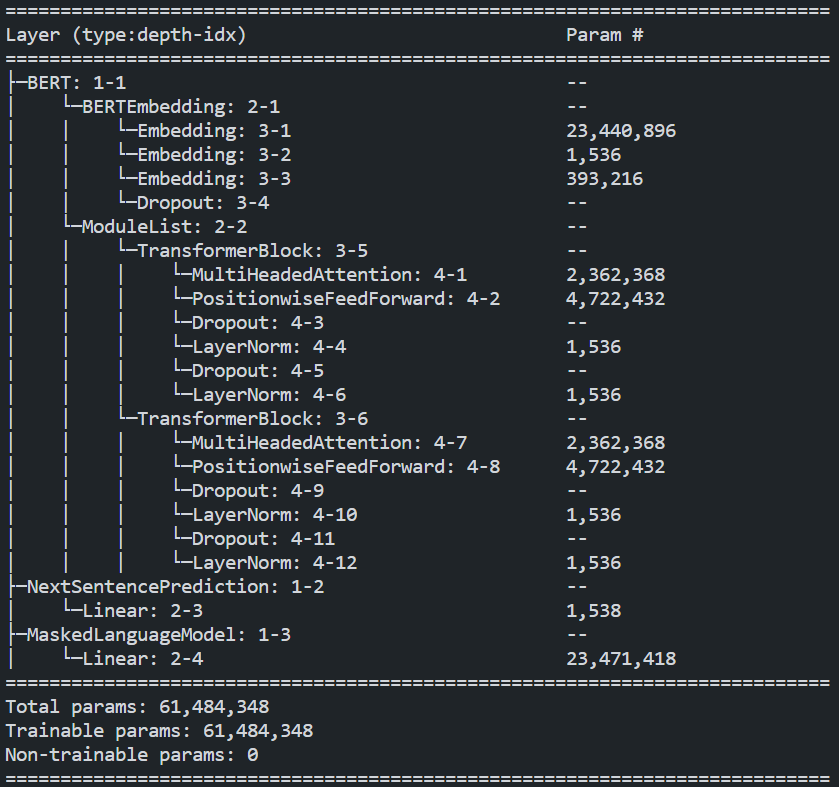 ===========================================================================
Layer (type:depth-idx)                             Param #
===========================================================================
├─BERT: 1-1                                        --
│    └─BERTEmbedding: 2-1                          --
│    │    └─Embedding: 3-1                         23,440,896
│    │    └─Embedding: 3-2                         1,536
│    │    └─Embedding: 3-3                         393,216
│    │    └─Dropout: 3-4                           --
│    └─ModuleList: 2-2                             --
│    │    └─TransformerBlock: 3-5                  --
│    │    │    └─MultiHeadedAttention: 4-1         2,362,368
│    │    │    └─PositionwiseFeedForward: 4-2      4,722,432
│    │    │    └─Dropout: 4-3                      --
│    │    │    └─LayerNorm: 4-4                    1,536
│    │    │    └─Dropout: 4-5                      --
│    │    │    └─LayerNorm: 4-6                    1,536
│    │    └─TransformerBlock: 3-6                  --
│    │    │    └─MultiHeadedAttention: 4-7         2,362,368
│    │    │    └─PositionwiseFeedForward: 4-8      4,722,432
│    │    │    └─Dropout: 4-9                      --
│    │    │    └─LayerNorm: 4-10                   1,536
│    │    │    └─Dropout: 4-11                     --
│    │    │    └─LayerNorm: 4-12                   1,536
├─NextSentencePrediction: 1-2                      --
│    └─Linear: 2-3                                 1,538
├─MaskedLanguageModel: 1-3                         --
│    └─Linear: 2-4                                 23,471,418
===========================================================================
Total params: 61,484,348
Trainable params: 61,484,348
Non-trainable params: 0
===========================================================================